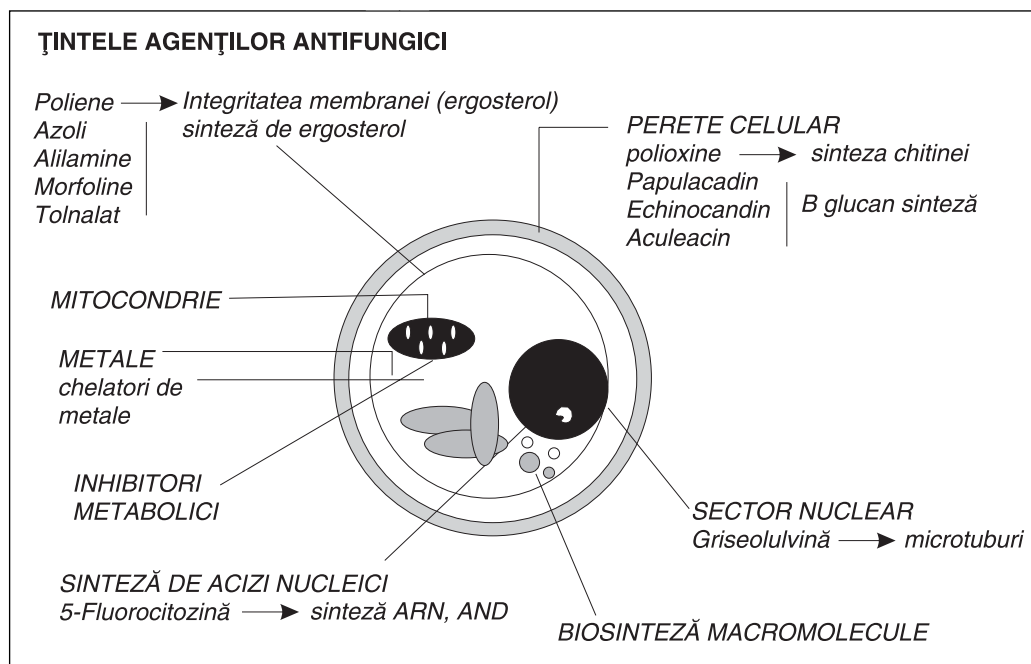 ŢINTELE AGENŢILOR ANTIFUNGICI
Poliene → Integritatea membranei (ergosterol)
Azoli sinteză de ergosterol
Alilamine
Morfoline
Tolnalat
PERETE CELULAR
polioxine → sinteza chitinei
Papulacadin
Echinocandin B glucan sinteză
Aculeacin
MITOCONDRIE
METALE
chelatori de
metale
INHIBITORI
METABOLICI
SECTOR NUCLEAR
Griseolulvină → microtuburi
SINTEZĂ DE ACIZI NUCLEICI
5-Fluorocitozină → sinteză ARN, AND
BIOSINTEZĂ MACROMOLECULE